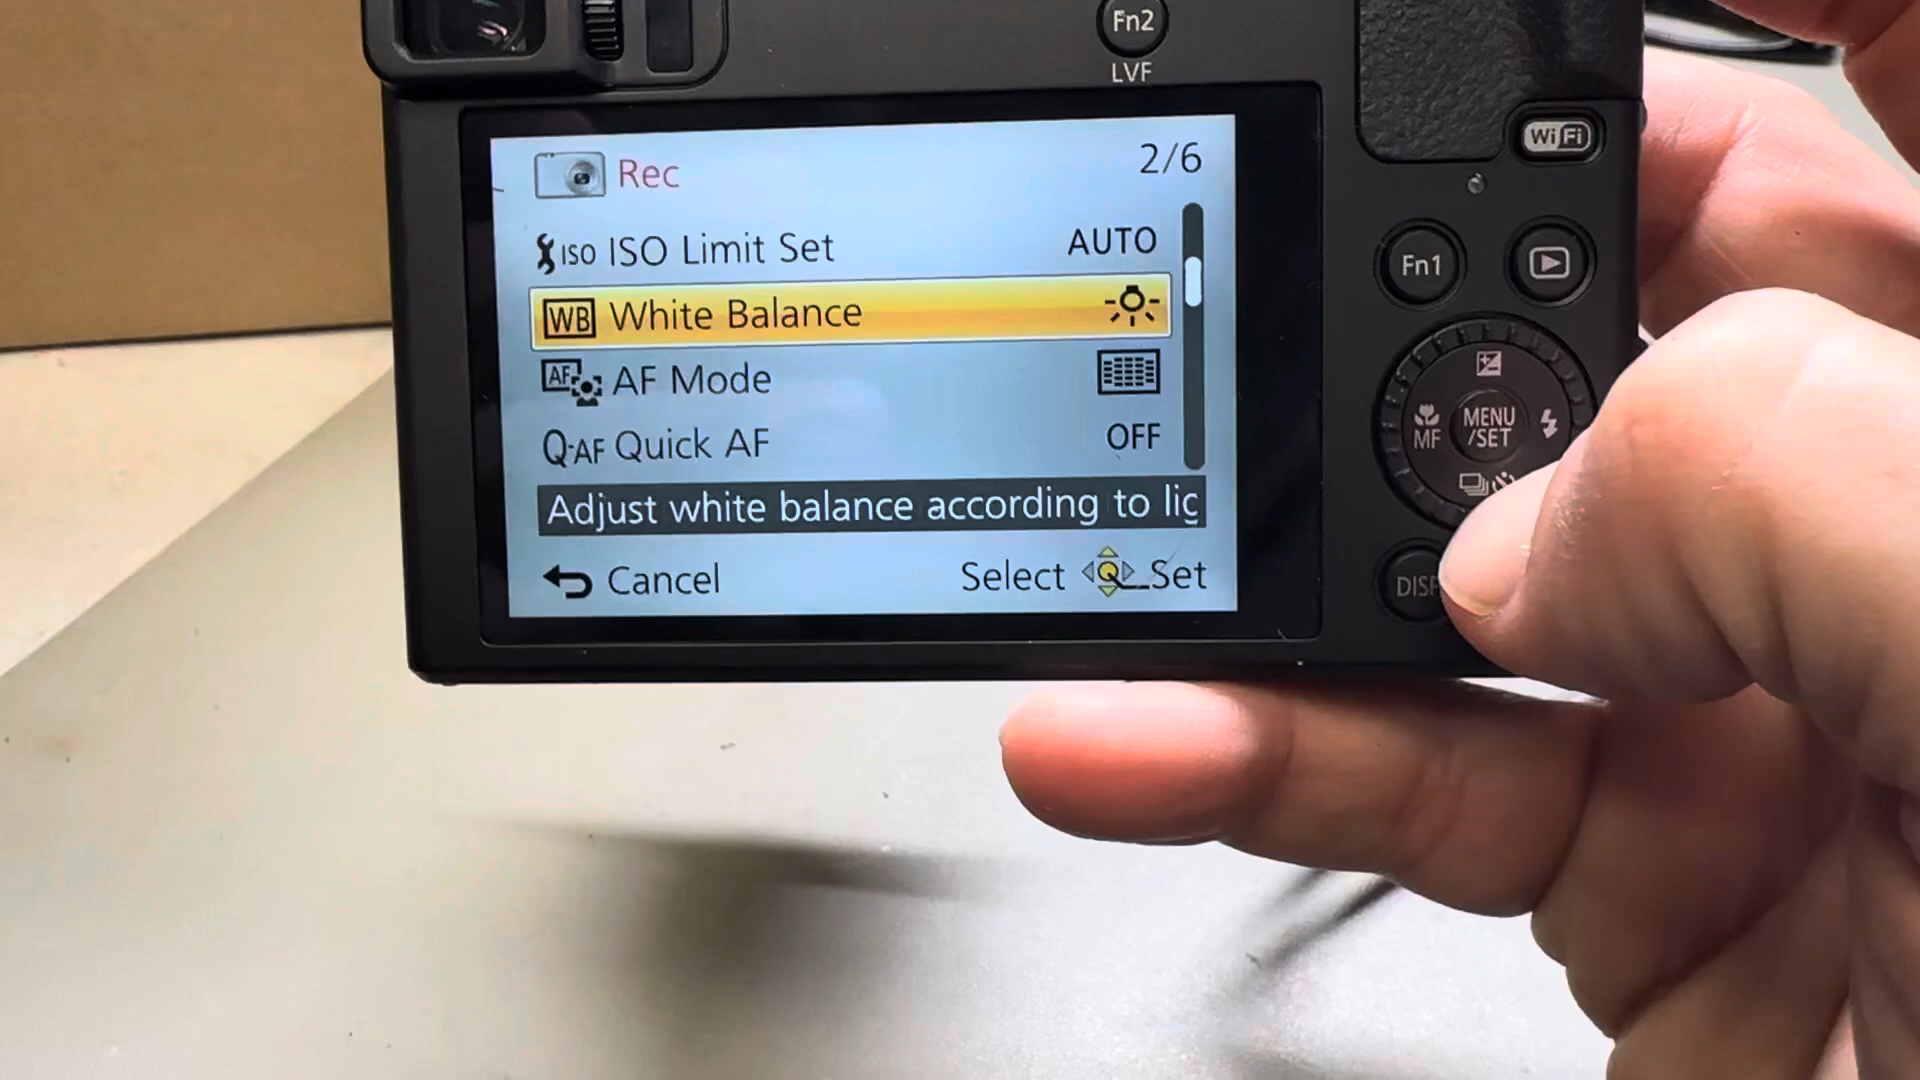 Fn2
LVF
Wi Fi
Rec 2/6
ISO ISO Limit Set AUTO
WB White Balance
AF AF Mode
Q-AF Quick AF OFF
Adjust white balance according to lig
Cancel Select Set
Fn1
MENU
/SET
MF
DISP